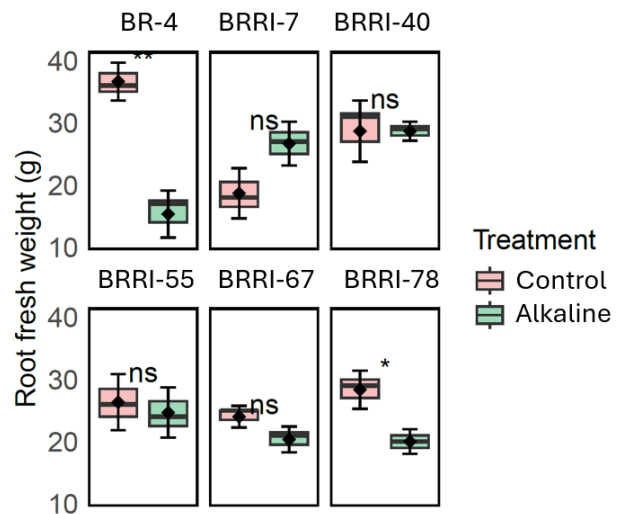 BR-4 BRRI-7 BRRI-40
Root fresh weight (g)
40
30
20
10
**
ns
ns
BRRI-55 BRRI-67 BRRI-78
40
30
20
10
ns
ns
*
Treatment
Control
Alkaline